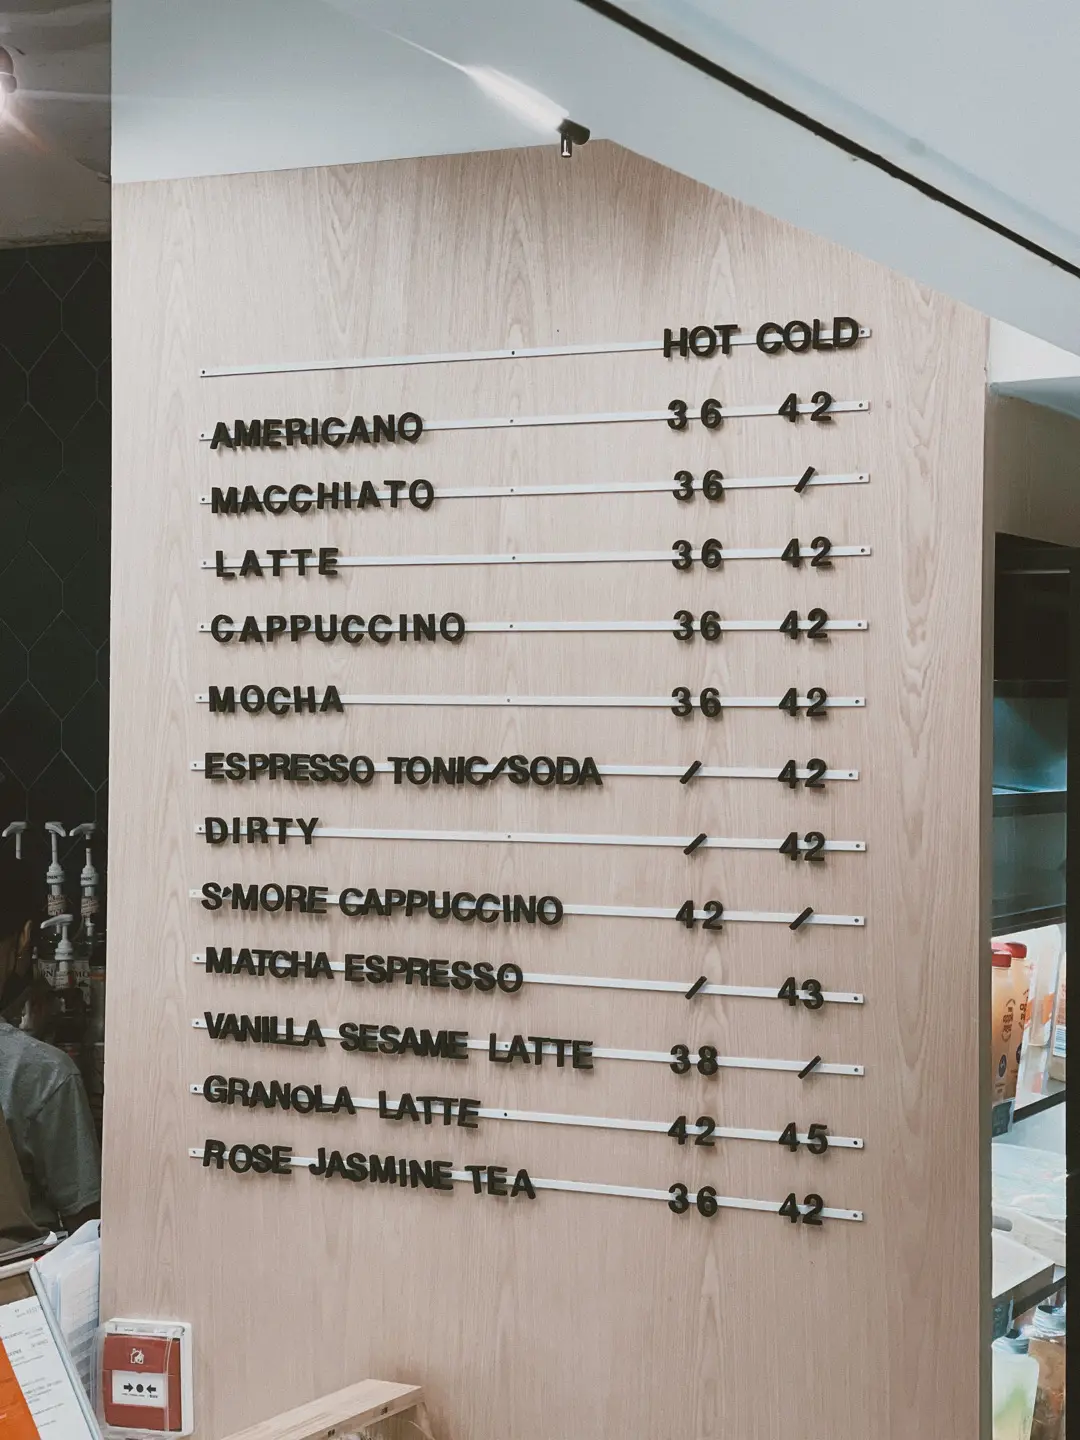 HOT COLD
AMERICANO 36 42
MACCHIATO 36 /
LATTE 36 42
CAPPUCCINO 36 42
MOCHA 36 42
ESPRESSO TONIC/SODA / 42
DIRTY / 42
S'MORE CAPPUCCINO 42 /
MATCHA ESPRESSO / 43
VANILLA SESAME LATTE 38 /
GRANOLA LATTE 42 45
ROSE JASMINE TEA 36 42